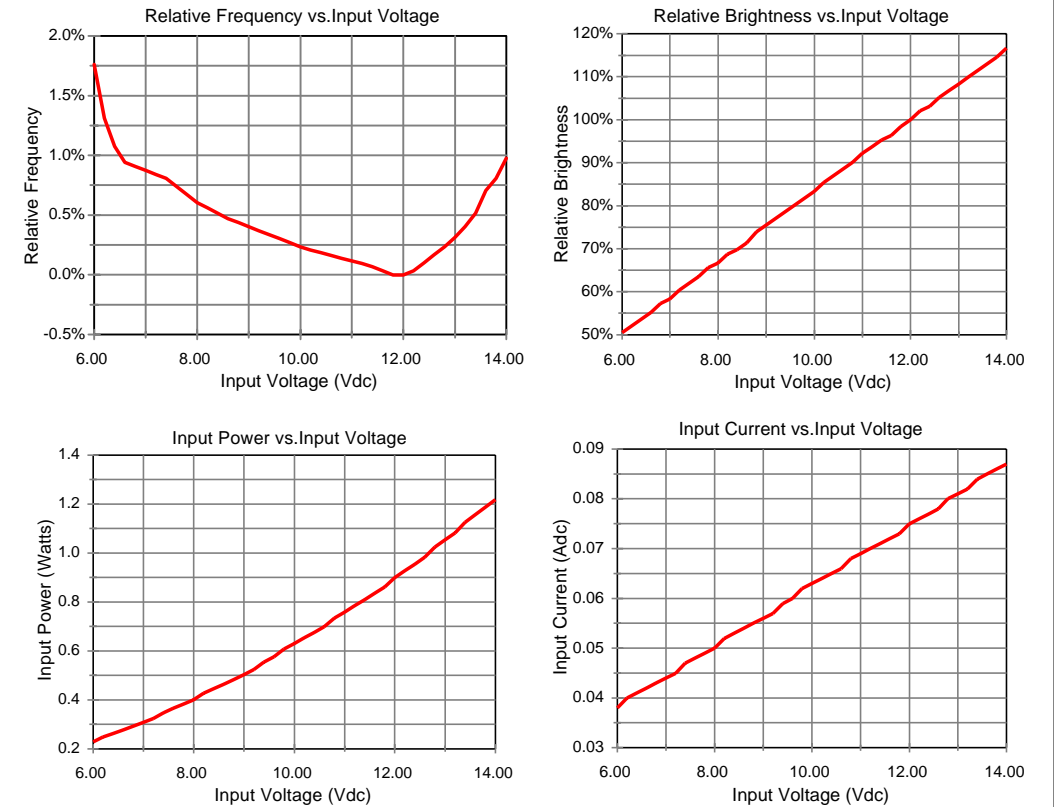 Relative Frequency vs.Input Voltage
2.0%
1.5%
1.0%
0.5%
0.0%
-0.5%
Relative Frequency
6.00 8.00 10.00 12.00 14.00
Input Voltage (Vdc)
Relative Brightness vs.Input Voltage
120%
110%
100%
90%
80%
70%
60%
50%
Relative Brightness
6.00 8.00 10.00 12.00 14.00
Input Voltage (Vdc)
Input Power vs.Input Voltage
1.4
1.2
1.0
0.8
0.6
0.4
0.2
Input Power (Watts)
6.00 8.00 10.00 12.00 14.00
Input Voltage (Vdc)
Input Current vs.Input Voltage
0.09
0.08
0.07
0.06
0.05
0.04
0.03
Input Current (Adc)
6.00 8.00 10.00 12.00 14.00
Input Voltage (Vdc)